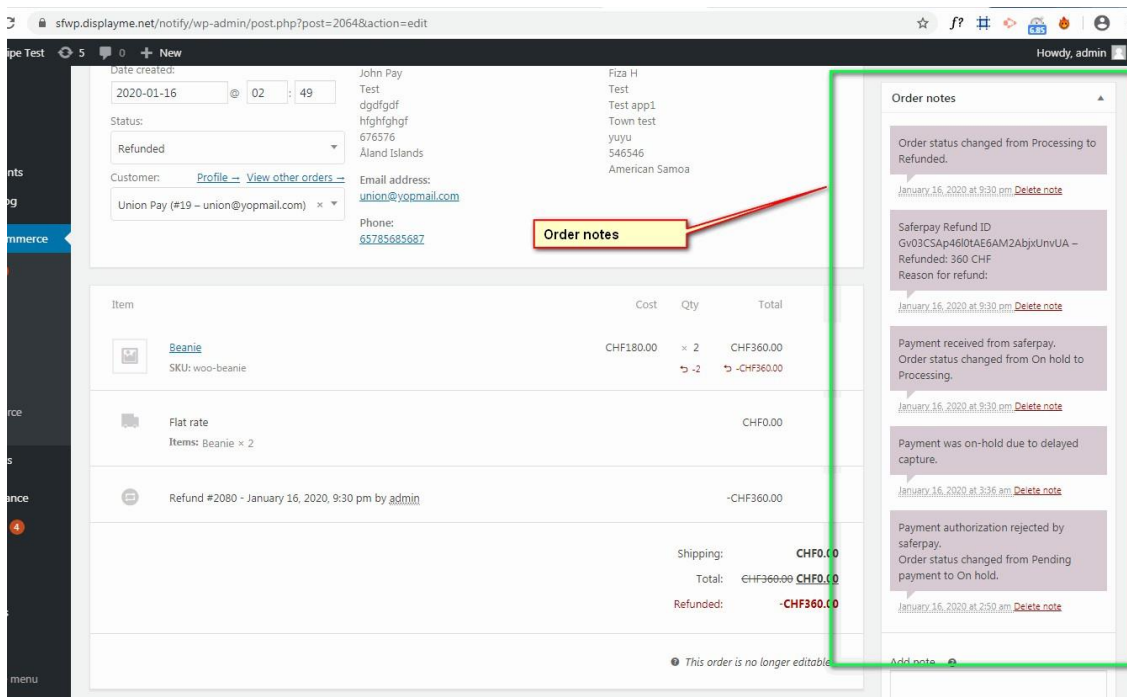 sfwp.displayme.net/notify/wp-admin/post.php?post=2064&action=edit
f?
6.85
ipe Test 5 0 + New
Howdy, admin
Date created:
2020-01-16 @ 02 : 49
Status:
Refunded
Customer: Profile → View other orders →
Union Pay (#19 – union@yopmail.com) ×
John Pay
Test
dgdfgdf
hfghfghgf
676576
Åland Islands
Email address:
union@yopmail.com
Phone:
65785685687
Fiza H
Test
Test app1
Town test
yuyu
546546
American Samoa
Order notes
nts
og
mmerce
rce
s
ance
4
menu
Item Cost Qty Total
Beanie CHF180.00 × 2 CHF360.00
SKU: woo-beanie -2 -CHF360.00
Flat rate CHF0.00
Items: Beanie × 2
Refund #2080 - January 16, 2020, 9:30 pm by admin -CHF360.00
Shipping: CHF0.00
Total: CHF360.00 CHF0.00
Refunded: -CHF360.00
This order is no longer editable
Order notes
Order status changed from Processing to
Refunded.
January 16, 2020 at 9:30 pm Delete note
Saferpay Refund ID
Gv03CSAp46l0tAE6AM2AbjxUnvUA –
Refunded: 360 CHF
Reason for refund:
January 16, 2020 at 9:30 pm Delete note
Payment received from saferpay.
Order status changed from On hold to
Processing.
January 16, 2020 at 9:30 pm Delete note
Payment was on-hold due to delayed
capture.
January 16, 2020 at 3:36 am Delete note
Payment authorization rejected by
saferpay.
Order status changed from Pending
payment to On hold.
January 16, 2020 at 2:50 am Delete note
Add note